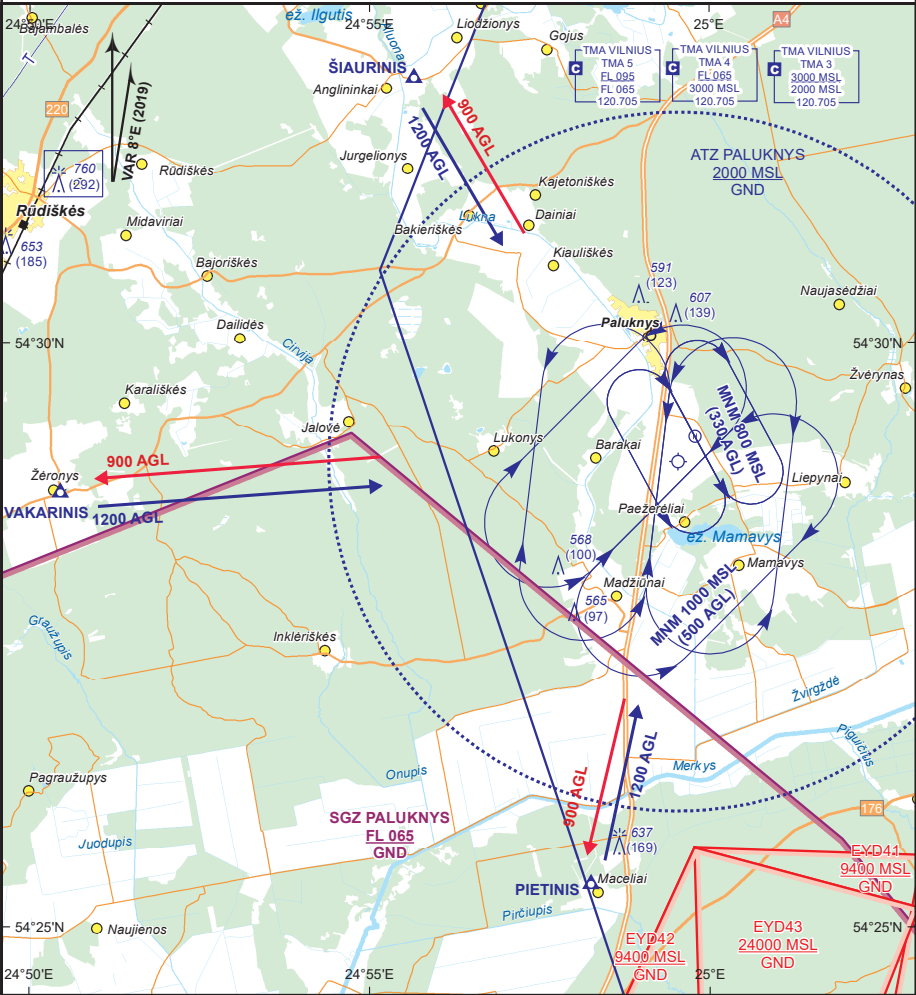 24°50'E
24°55'E
25°E
A4
Bajambalės
ež. Ilgutis
Liodžionys
Gojus
Aluona
T
ŠIAURINIS
Anglininkai
C
TMA VILNIUS
TMA 5
FL 095
FL 065
120.705
C
TMA VILNIUS
TMA 4
FL 065
3000 MSL
120.705
C
TMA VILNIUS
TMA 3
3000 MSL
2000 MSL
120.705
220
VAR 8°E (2019)
900 AGL
1200 AGL
ATZ PALUKNYS
2000 MSL
GND
760
(292)
Rūdiškės
Jurgelionys
Kajetoniškės
Rūdiškės
Midaviriai
Lukna
Dainiai
Bakieriškės
653
(185)
Bajoriškės
Kiauliškės
591
(123)
607
(139)
Naujasėdžiai
Dailidės
Paluknys
54°30'N
54°30'N
Cirvija
Žvėrynas
Karališkės
MNM 800 MSL
(330 AGL)
Jalovė
Lukonys
Barakai
900 AGL
Žėronys
Liepynai
VAKARINIS
1200 AGL
Paežerėliai
ež. Mamavys
568
(100)
Mamavys
Madžiūnai
565
(97)
MNM 1000 MSL
(500 AGL)
Graužupis
Inklėriškės
Žvirgždė
Piguičius
1200 AGL
Merkys
Onupis
Pagraužupys
900 AGL
176
SGZ PALUKNYS
FL 065
GND
Juodupis
637
(169)
EYD41
9400 MSL
GND
PIETINIS
Maceliai
Pirčiupis
54°25'N
Naujienos
EYD42
9400 MSL
GND
EYD43
24000 MSL
GND
54°25'N
24°50'E
24°55'E
25°E